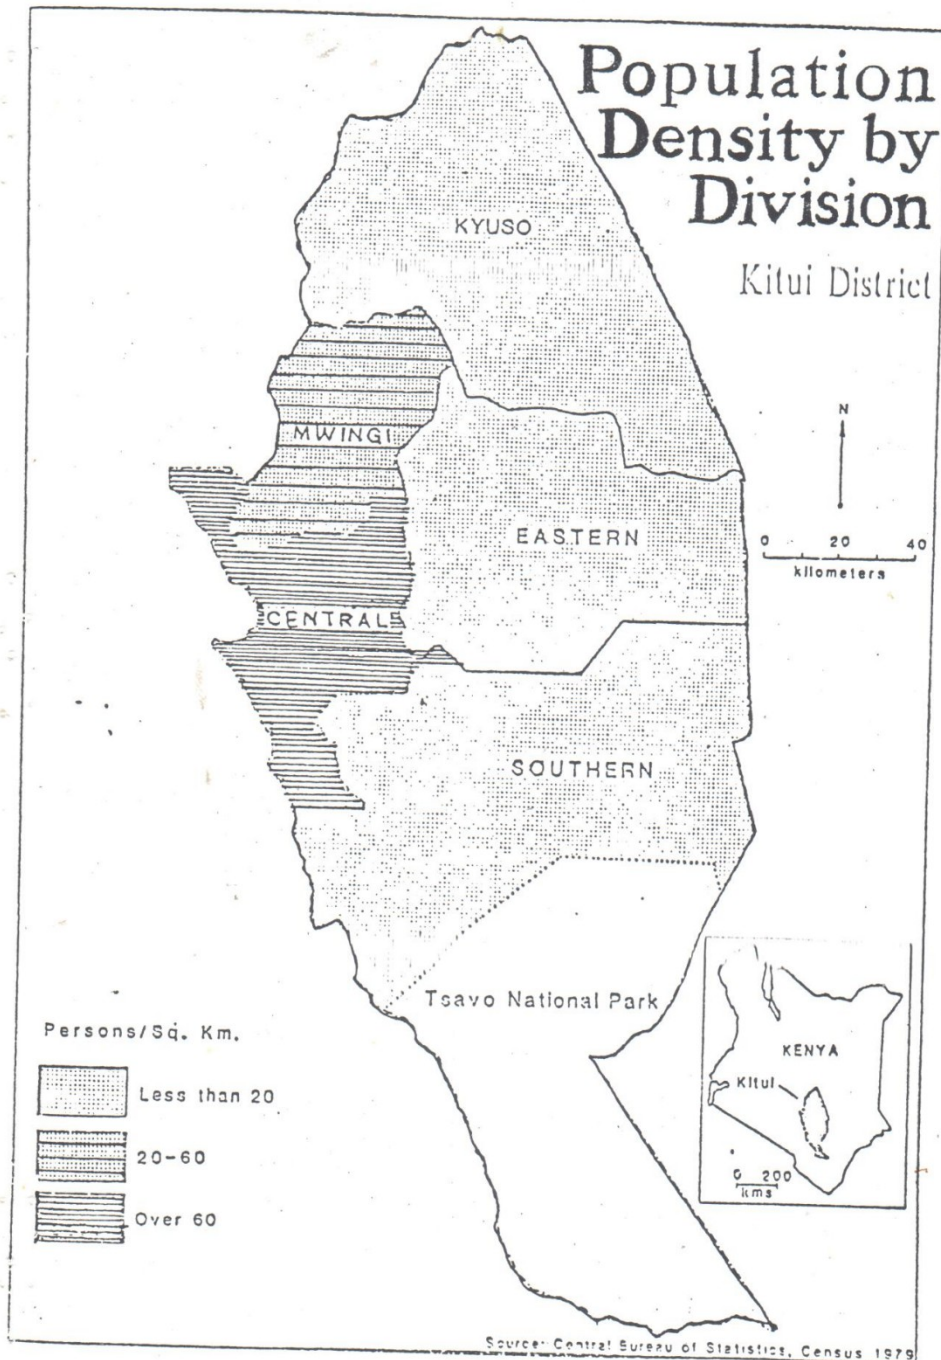 Population
Density by
Division
Kitui District
KYUSO
N
MWINGI
EASTERN
0 20 40
kilometers
CENTRAL
SOUTHERN
Tsavo National Park
Persons/Sq. Km.
Less than 20
20-60
Over 60
KENYA
Kitui
0 200
kms
Source: Central Bureau of Statistics, Census 1979